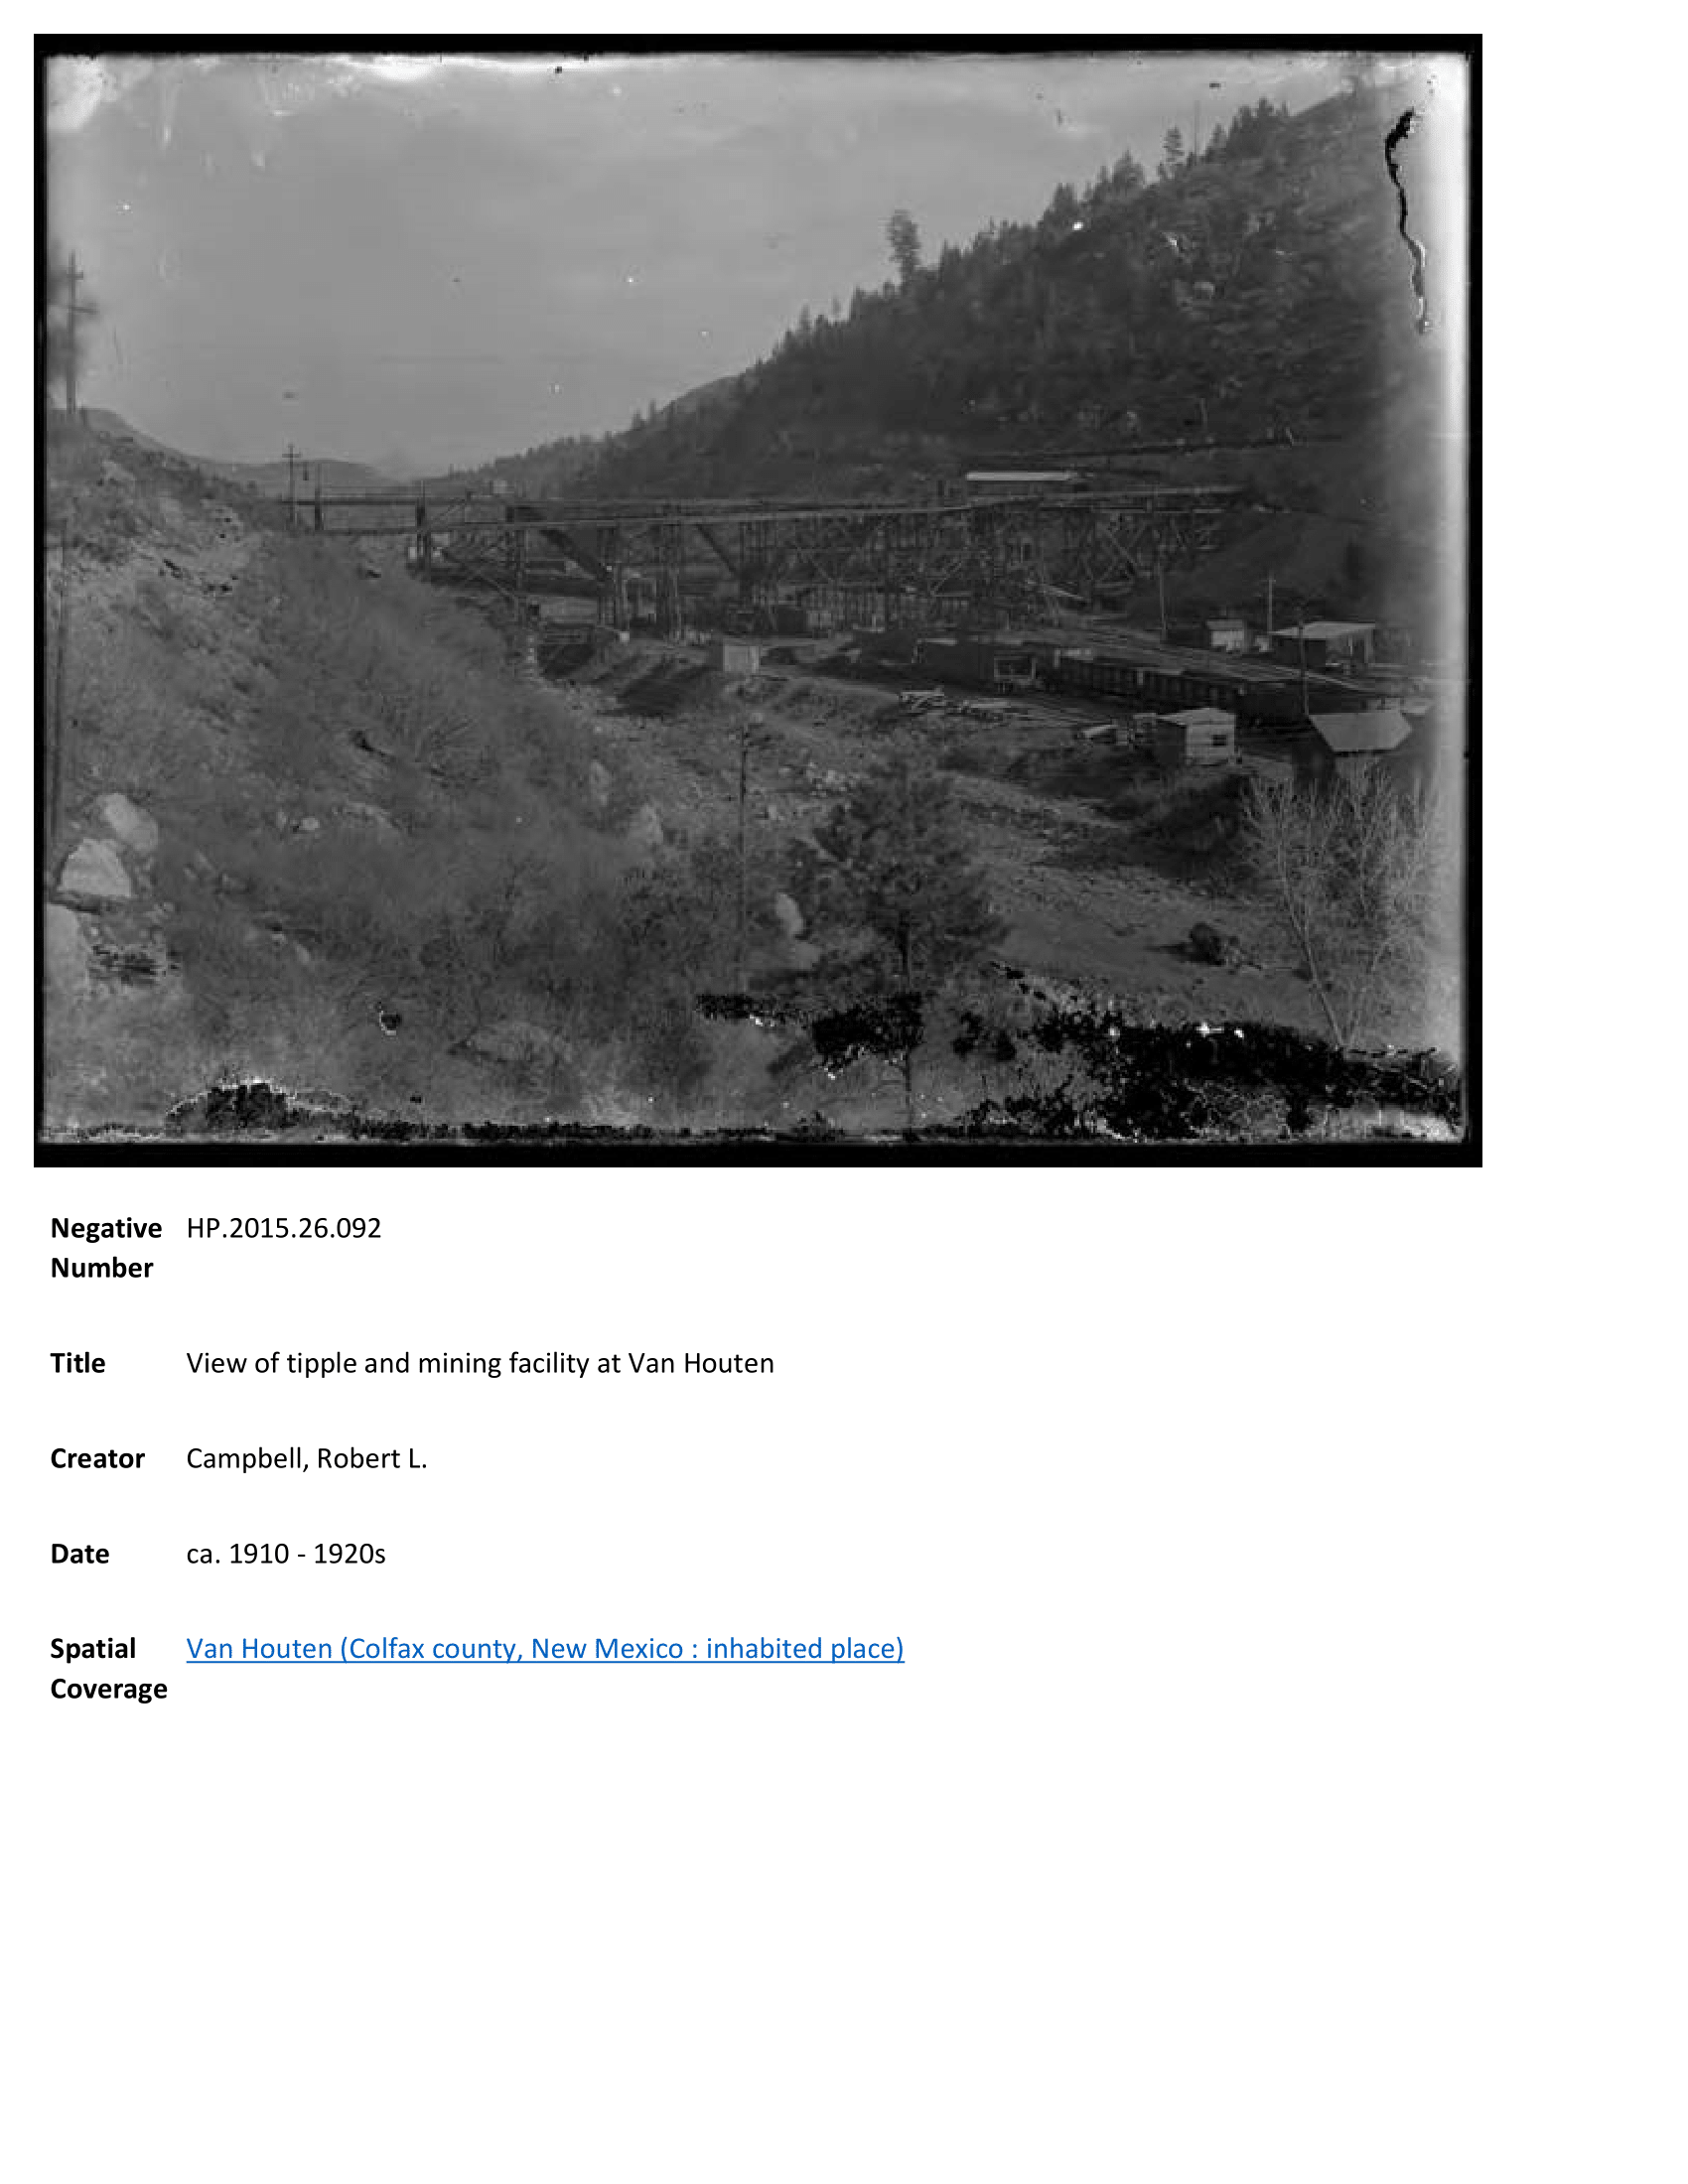 Negative HP.2015.26.092
Number
Title View of tipple and mining facility at Van Houten
Creator Campbell, Robert L.
Date ca. 1910 - 1920s
Spatial Van Houten (Colfax county, New Mexico : inhabited place)
Coverage